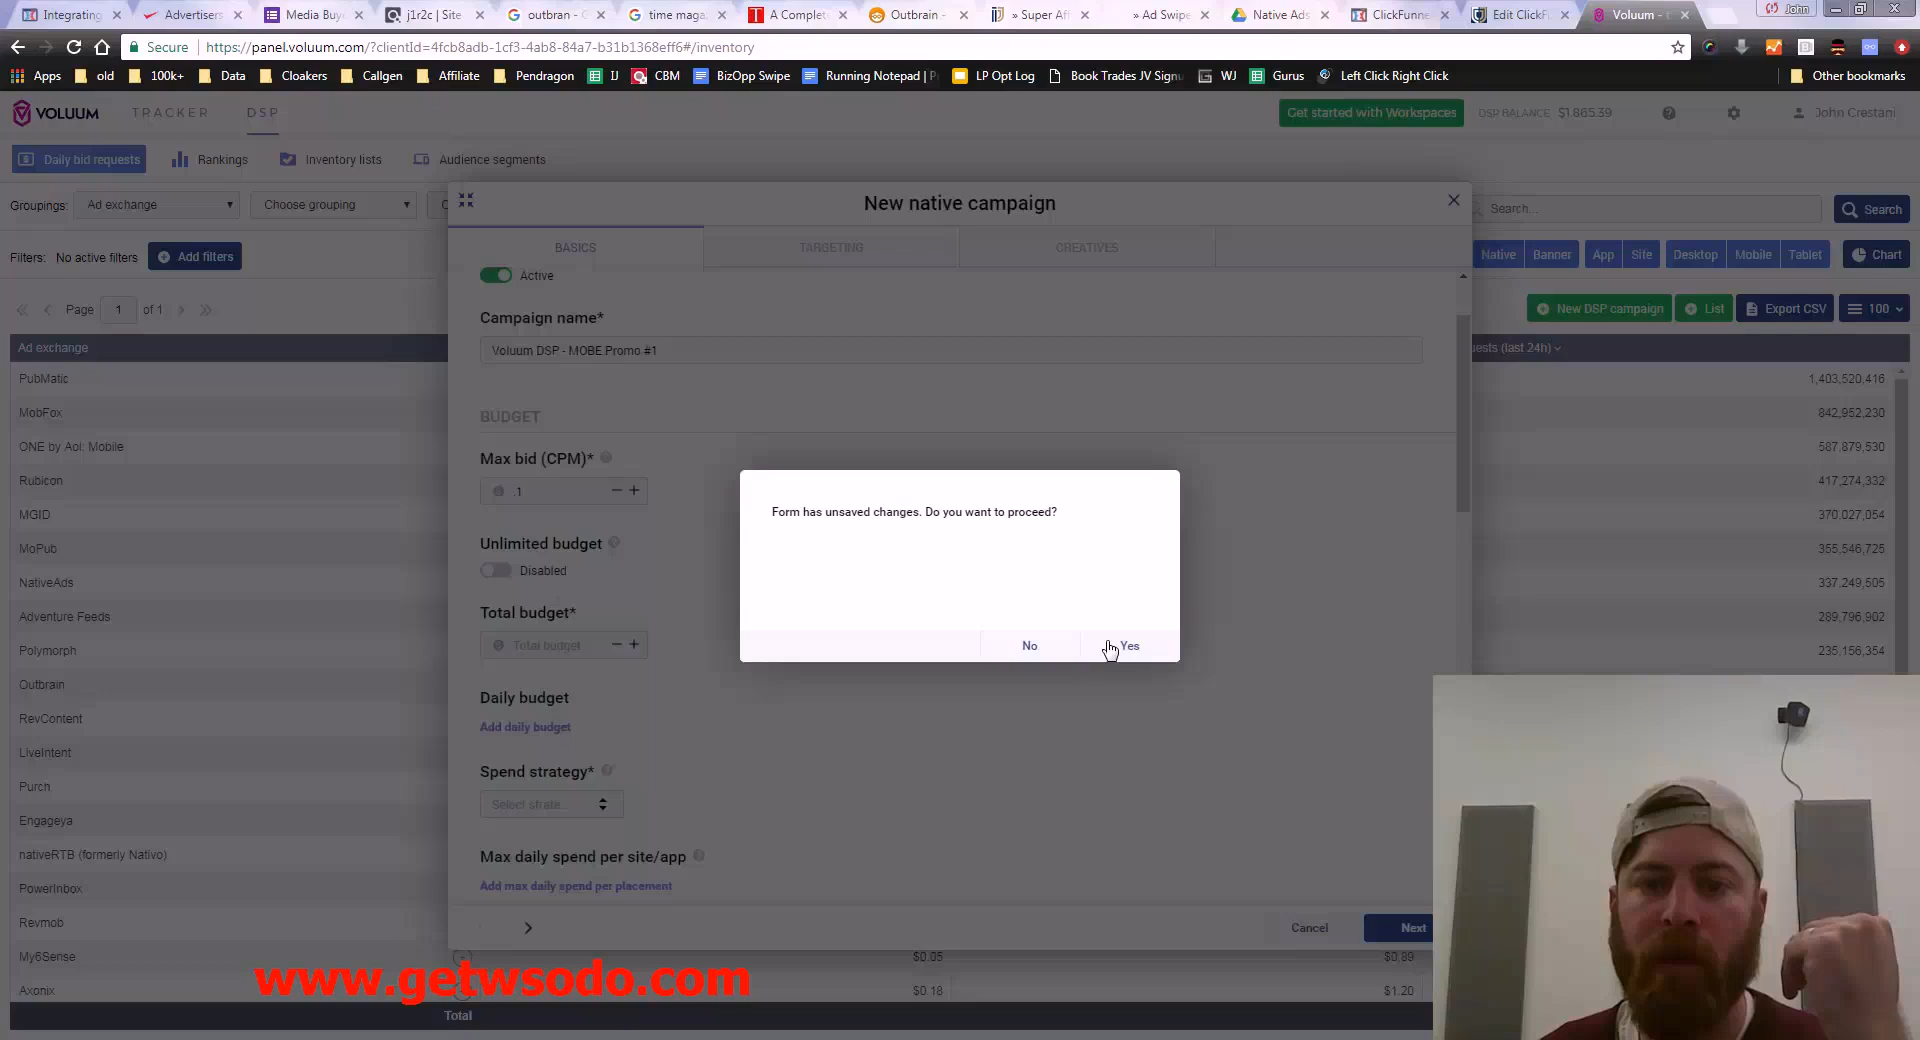 Integrating
Advertisers
Media Buy
j1r2c | Site
outbran - G
time maga
A Complet
Outbrain -
» Super Af
» Ad Swipe
Native Ads
ClickFunne
Edit ClickF
Voluum -
John
Secure
https://panel.voluum.com/?clientId=4fcb8adb-1cf3-4ab8-84a7-b31b1368eff6#/inventory
Apps
old
100k+
Data
Cloakers
Callgen
Affiliate
Pendragon
IJ
CBM
BizOpp Swipe
Running Notepad | P
LP Opt Log
Book Trades JV Signu
WJ
Gurus
Left Click Right Click
Other bookmarks
VOLUUM
TRACKER
DSP
Get started with Workspaces
DSP BALANCE: $1,865.39
John Crestani
Daily bid requests
Rankings
Inventory lists
Audience segments
Groupings:
Ad exchange
Choose grouping
C
New native campaign
Search...
Search
Filters:
No active filters
Add filters
BASICS
TARGETING
CREATIVES
Native
Banner
App
Site
Desktop
Mobile
Tablet
Chart
Active
Page
1
of 1
New DSP campaign
List
Export CSV
100
Campaign name*
Voluum DSP - MOBE Promo #1
Ad exchange
ests (last 24h)
PubMatic
1,403,520,416
MobFox
842,952,230
ONE by Aol: Mobile
587,879,530
Rubicon
417,274,332
MGID
370,027,054
MoPub
355,546,725
NativeAds
337,249,505
Adventure Feeds
289,796,902
Polymorph
235,156,354
Outbrain
RevContent
LiveIntent
Purch
Engageya
nativeRTB (formerly Nativo)
PowerInbox
Revmob
My6Sense
$0.05
$0.89
Axonix
$0.18
$1.20
Total
BUDGET
Max bid (CPM)*
.1
Unlimited budget
Disabled
Total budget*
Total budget
Daily budget
Add daily budget
Spend strategy*
Select strate...
Max daily spend per site/app
Add max daily spend per placement
Cancel
Next
Form has unsaved changes. Do you want to proceed?
No
Yes
www.getwsodo.com